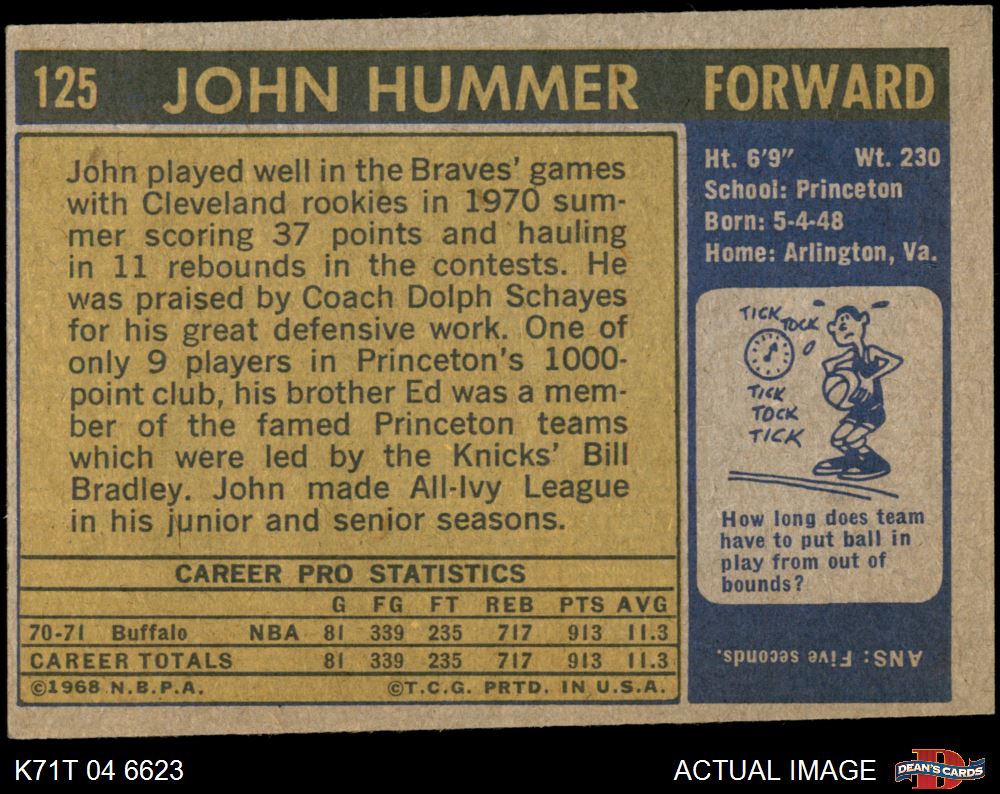 125 JOHN HUMMER FORWARD
John played well in the Braves' games
with Cleveland rookies in 1970 sum-
mer scoring 37 points and hauling
in 11 rebounds in the contests. He
was praised by Coach Dolph Schayes
for his great defensive work. One of
only 9 players in Princeton's 1000-
point club, his brother Ed was a mem-
ber of the famed Princeton teams
which were led by the Knicks' Bill
Bradley. John made All-Ivy League
in his junior and senior seasons.
CAREER PRO STATISTICS
G FG FT REB PTS AVG
70-71 Buffalo NBA 81 339 235 717 913 11.3
CAREER TOTALS 81 339 235 717 913 11.3
©1968 N.B.P.A. ©T.C.G. PRTD. IN U.S.A.
Ht. 6'9" Wt. 230
School: Princeton
Born: 5-4-48
Home: Arlington, Va.
TICK
TOCK
TICK
TOCK
TICK
How long does team
have to put ball in
play from out of
bounds?
ANS: Five seconds.
K71T 04 6623 ACTUAL IMAGE DEAN'S CARDS